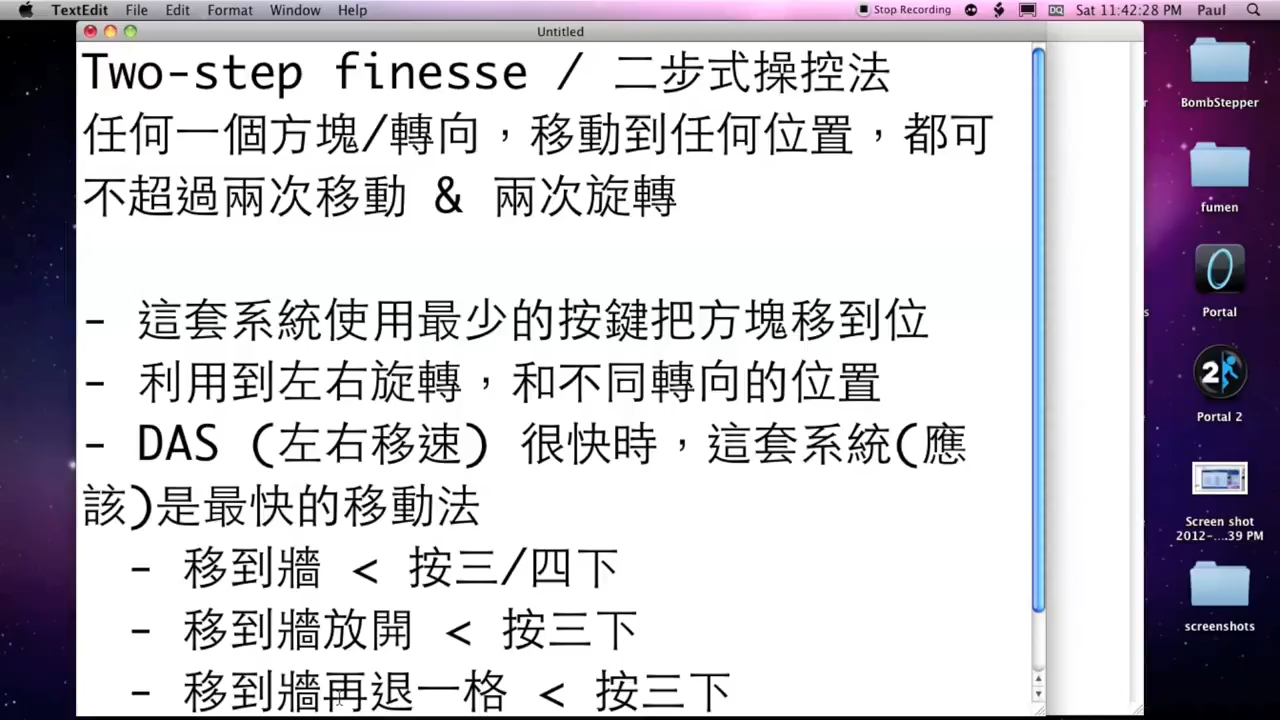 TextEdit File Edit Format Window Help Stop Recording DQ Sat 11:42:28 PM Paul
Untitled
Two-step finesse / 二步式操控法
任何一個方塊/轉向，移動到任何位置，都可
不超過兩次移動 & 兩次旋轉
- 這套系統使用最少的按鍵把方塊移到位
- 利用到左右旋轉，和不同轉向的位置
- DAS (左右移速) 很快時，這套系統(應
該)是最快的移動法
- 移到牆 < 按三/四下
- 移到牆放開 < 按三下
- 移到牆再退一格 < 按三下
BombStepper
fumen
Portal
2
Portal 2
Screen shot
2012-....39 PM
screenshots